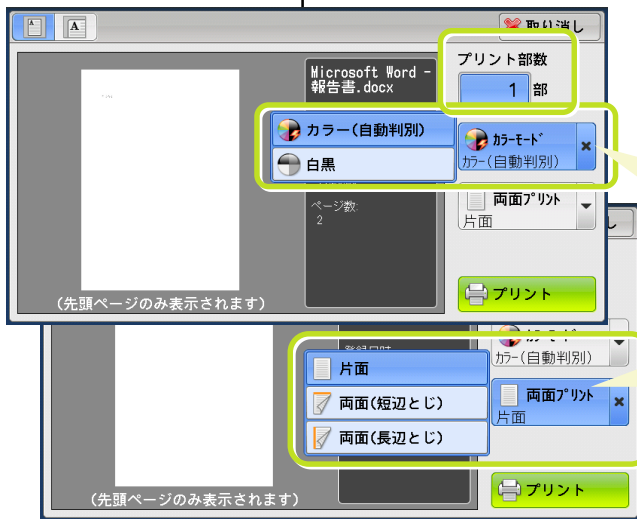 A
A
取り消し
プリント部数
1 部
Microsoft Word -
報告書.docx
カラー(自動判別)
白黒
ｶﾗｰﾓｰﾄﾞ
ｶﾗｰ(自動判別)
ページ数:
2
両面ﾌﾟﾘﾝﾄ
片面
プリント
(先頭ページのみ表示されます)
し
ｶﾗｰ(自動判別)
片面
両面(短辺とじ)
両面(長辺とじ)
両面ﾌﾟﾘﾝﾄ
片面
プリント
(先頭ページのみ表示されます)